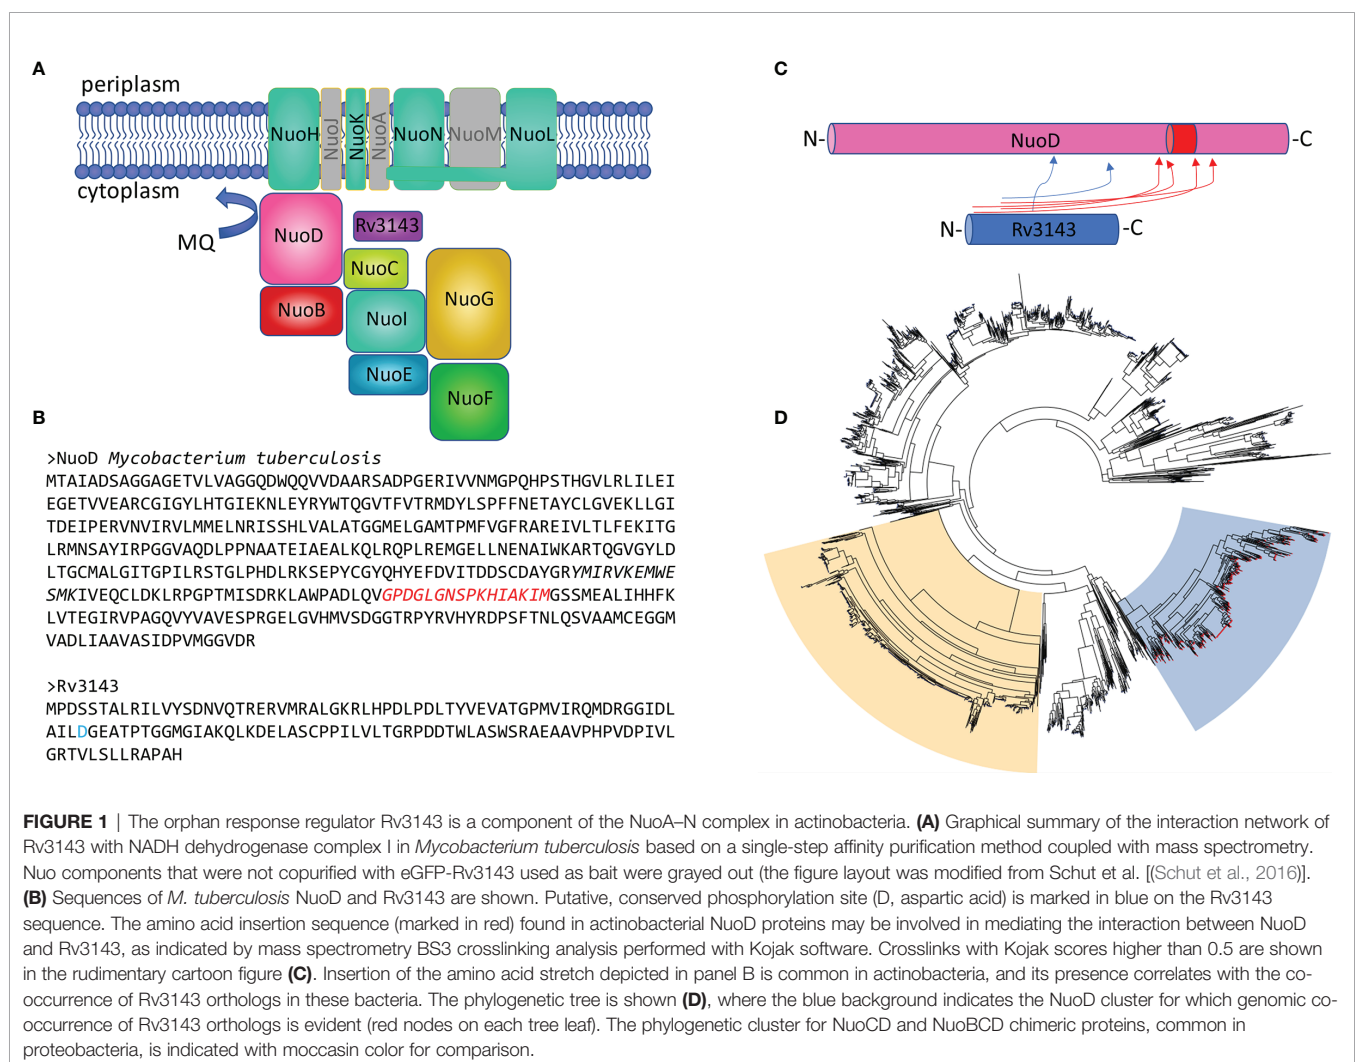 A
periplasm
NuoH
NuoJ
NuoK
NuoA
NuoN
NuoM
NuoL
cytoplasm
MQ
NuoD
Rv3143
NuoC
NuoB
NuoI
NuoG
NuoE
NuoF
B
>NuoD Mycobacterium tuberculosis
MTAIADSAGGAGETVLVAGGQDWQQVVDAARSADPGERIVVNMGPQHPSTHGVLRLILEI
EGETVVEARCGIGYLHTGIEKNLEYRYWTQGVTFVTRMDYLSPFFNETAYCLGVEKLLGI
TDEIPERVNVIRVLMMELNRISSHLVALATGGMELGAMTPMFVGFRAREIVLTLFEKITG
LRMNSAYIRPGGVAQDLPPNAATEIAEALKQLRQPLREMGELLNENAIWKARTQGVGYLD
LTGCMALGITGPILRSTGLPHDLRKSEPYCGYQHYEFDVITDDSCDAYGRYMIRVKEMWE
SMKIVEQCLDKLRPGPTMISDRKLAWPADLQVGPDGLGNSPKHIAKIMGSSMEALIHHFK
LVTEGIRVPAGQVYVAVESPRGELGVHMVSDGGTRPYRVHYRDPSFTNLQSVAAMCEGGM
VADLIAAVASIDPVMGGVDR
>Rv3143
MPDSSTALRILVYSDNVQTRERVMRALGKRLHPDLPDLTYVEVATGPMVIRQMDRGGIDL
AILDGEATPTGGMGIAKQLKDELASCPPILVLTGRPDDTWLASWSRAEAAVPHPVDPIVL
GRTVLSLLRAPAH
C
N-
NuoD
-C
N-
Rv3143
-C
D
FIGURE 1 | The orphan response regulator Rv3143 is a component of the NuoA–N complex in actinobacteria. (A) Graphical summary of the interaction network of
Rv3143 with NADH dehydrogenase complex I in Mycobacterium tuberculosis based on a single-step affinity purification method coupled with mass spectrometry.
Nuo components that were not copurified with eGFP-Rv3143 used as bait were grayed out (the figure layout was modified from Schut et al. [(Schut et al., 2016)].
(B) Sequences of M. tuberculosis NuoD and Rv3143 are shown. Putative, conserved phosphorylation site (D, aspartic acid) is marked in blue on the Rv3143
sequence. The amino acid insertion sequence (marked in red) found in actinobacterial NuoD proteins may be involved in mediating the interaction between NuoD
and Rv3143, as indicated by mass spectrometry BS3 crosslinking analysis performed with Kojak software. Crosslinks with Kojak scores higher than 0.5 are shown
in the rudimentary cartoon figure (C). Insertion of the amino acid stretch depicted in panel B is common in actinobacteria, and its presence correlates with the co-
occurrence of Rv3143 orthologs in these bacteria. The phylogenetic tree is shown (D), where the blue background indicates the NuoD cluster for which genomic co-
occurrence of Rv3143 orthologs is evident (red nodes on each tree leaf). The phylogenetic cluster for NuoCD and NuoBCD chimeric proteins, common in
proteobacteria, is indicated with moccasin color for comparison.